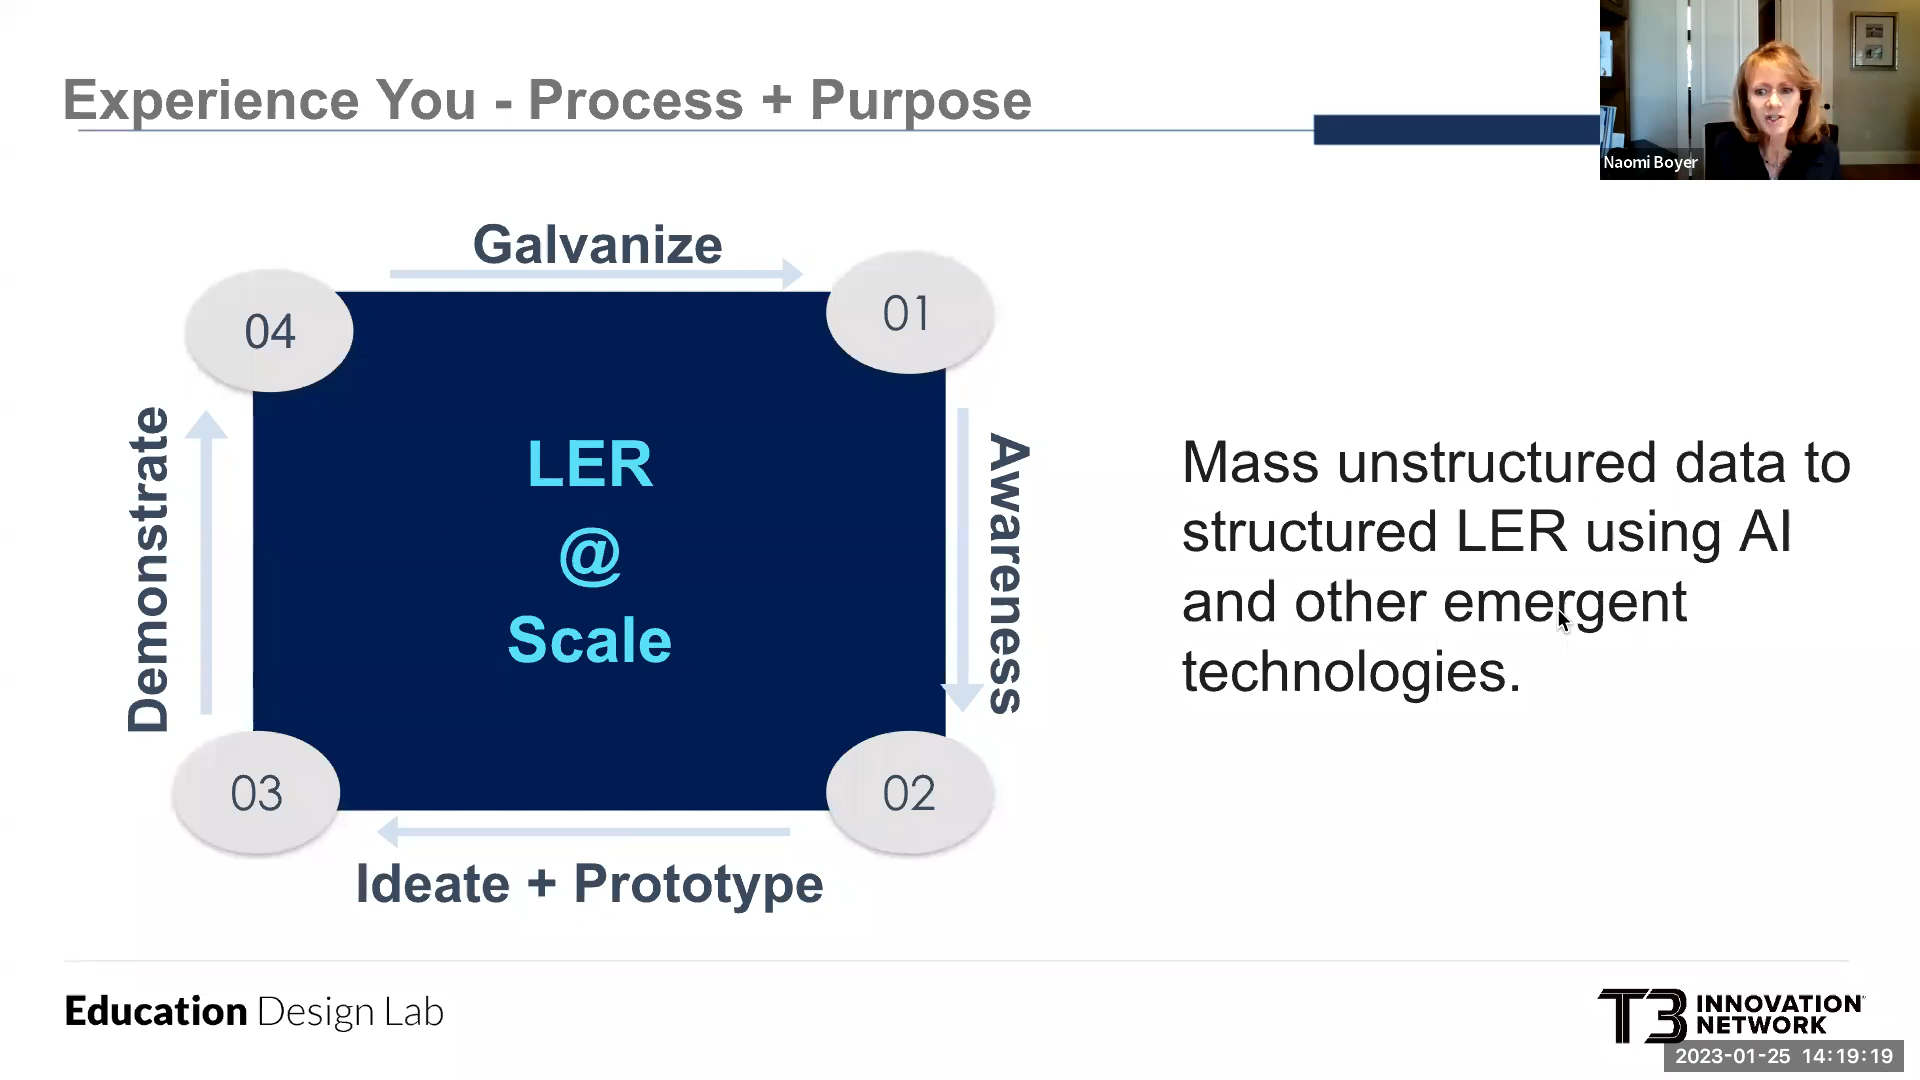 Experience You - Process + Purpose
Naomi Boyer
Galvanize
04
01
Demonstrate
LER
@
Scale
Awareness
Mass unstructured data to
structured LER using AI
and other emergent
technologies.
03
02
Ideate + Prototype
Education Design Lab
T3 INNOVATION
NETWORK
2023-01-25 14:19:19